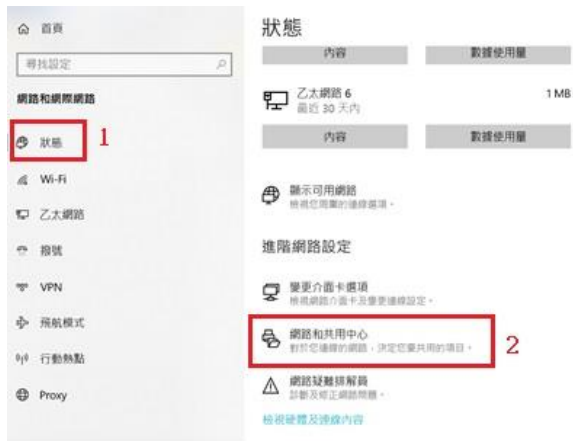 首頁
尋找設定
網路和網際網路
狀態
1
Wi-Fi
乙太網路
撥號
VPN
飛航模式
行動熱點
Proxy
狀態
內容 數據使用量
乙太網路 6 1 MB
最近 30 天內
內容 數據使用量
顯示可用網路
檢視您周圍的連線選項。
進階網路設定
變更介面卡選項
檢視網路介面卡及變更連線設定。
網路和共用中心
對於您連線的網路，決定您要共用的項目。
2
網路疑難排解員
診斷及修正網路問題。
檢視硬體及連線內容